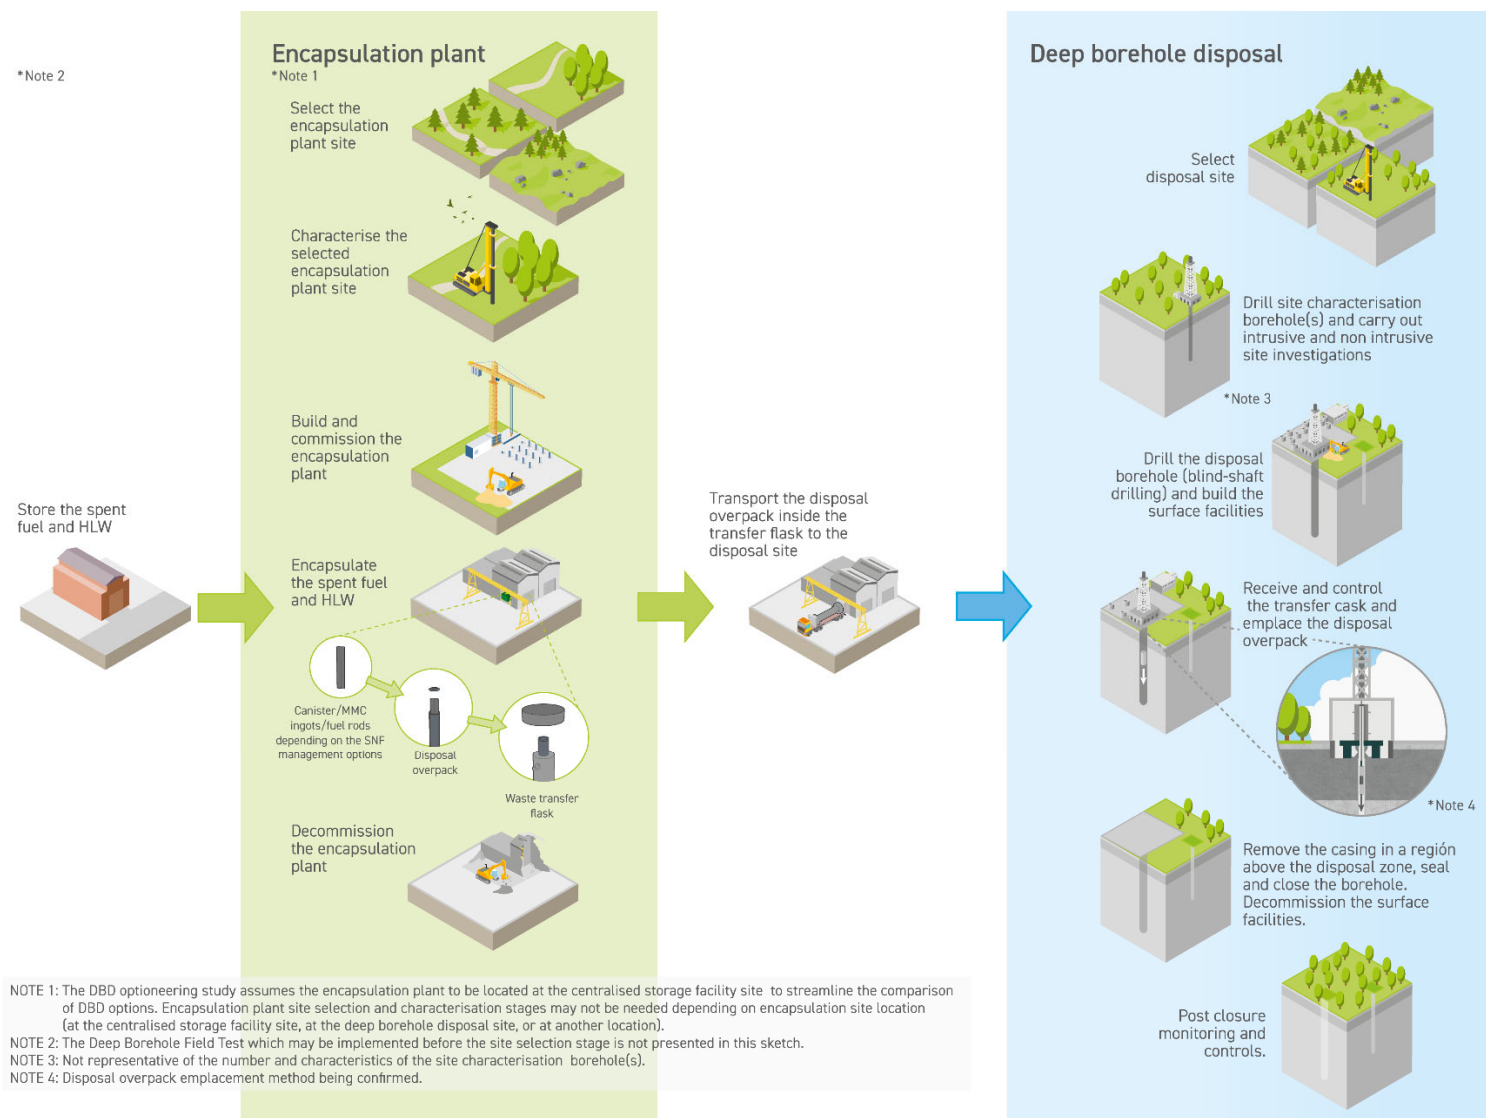 *Note 2
Store the spent
fuel and HLW
Encapsulation plant
*Note 1
Select the
encapsulation
plant site
Characterise the
selected
encapsulation
plant site
Build and
commission the
encapsulation
plant
Encapsulate
the spent fuel
and HLW
Canister/MMC
ingots/fuel rods
depending on the SNF
management options
Disposal
overpack
Waste transfer
flask
Decommission
the encapsulation
plant
Transport the disposal
overpack inside the
transfer flask to the
disposal site
Deep borehole disposal
Select
disposal site
Drill site characterisation
borehole(s) and carry out
intrusive and non intrusive
site investigations
*Note 3
Drill the disposal
borehole (blind-shaft
drilling) and build the
surface facilities
Receive and control
the transfer cask and
emplace the disposal
overpack
*Note 4
Remove the casing in a región
above the disposal zone, seal
and close the borehole.
Decommission the surface
facilities.
Post closure
monitoring and
controls.
NOTE 1: The DBD optioneering study assumes the encapsulation plant to be located at the centralised storage facility site to streamline the comparison
of DBD options. Encapsulation plant site selection and characterisation stages may not be needed depending on encapsulation site location
(at the centralised storage facility site, at the deep borehole disposal site, or at another location).
NOTE 2: The Deep Borehole Field Test which may be implemented before the site selection stage is not presented in this sketch.
NOTE 3: Not representative of the number and characteristics of the site characterisation borehole(s).
NOTE 4: Disposal overpack emplacement method being confirmed.